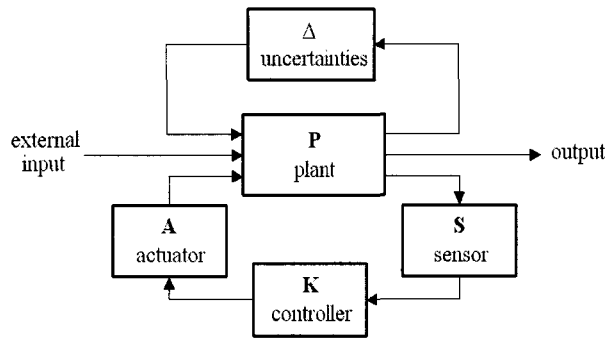 Δ
uncertainties
external
input
P
plant
output
A
actuator
S
sensor
K
controller